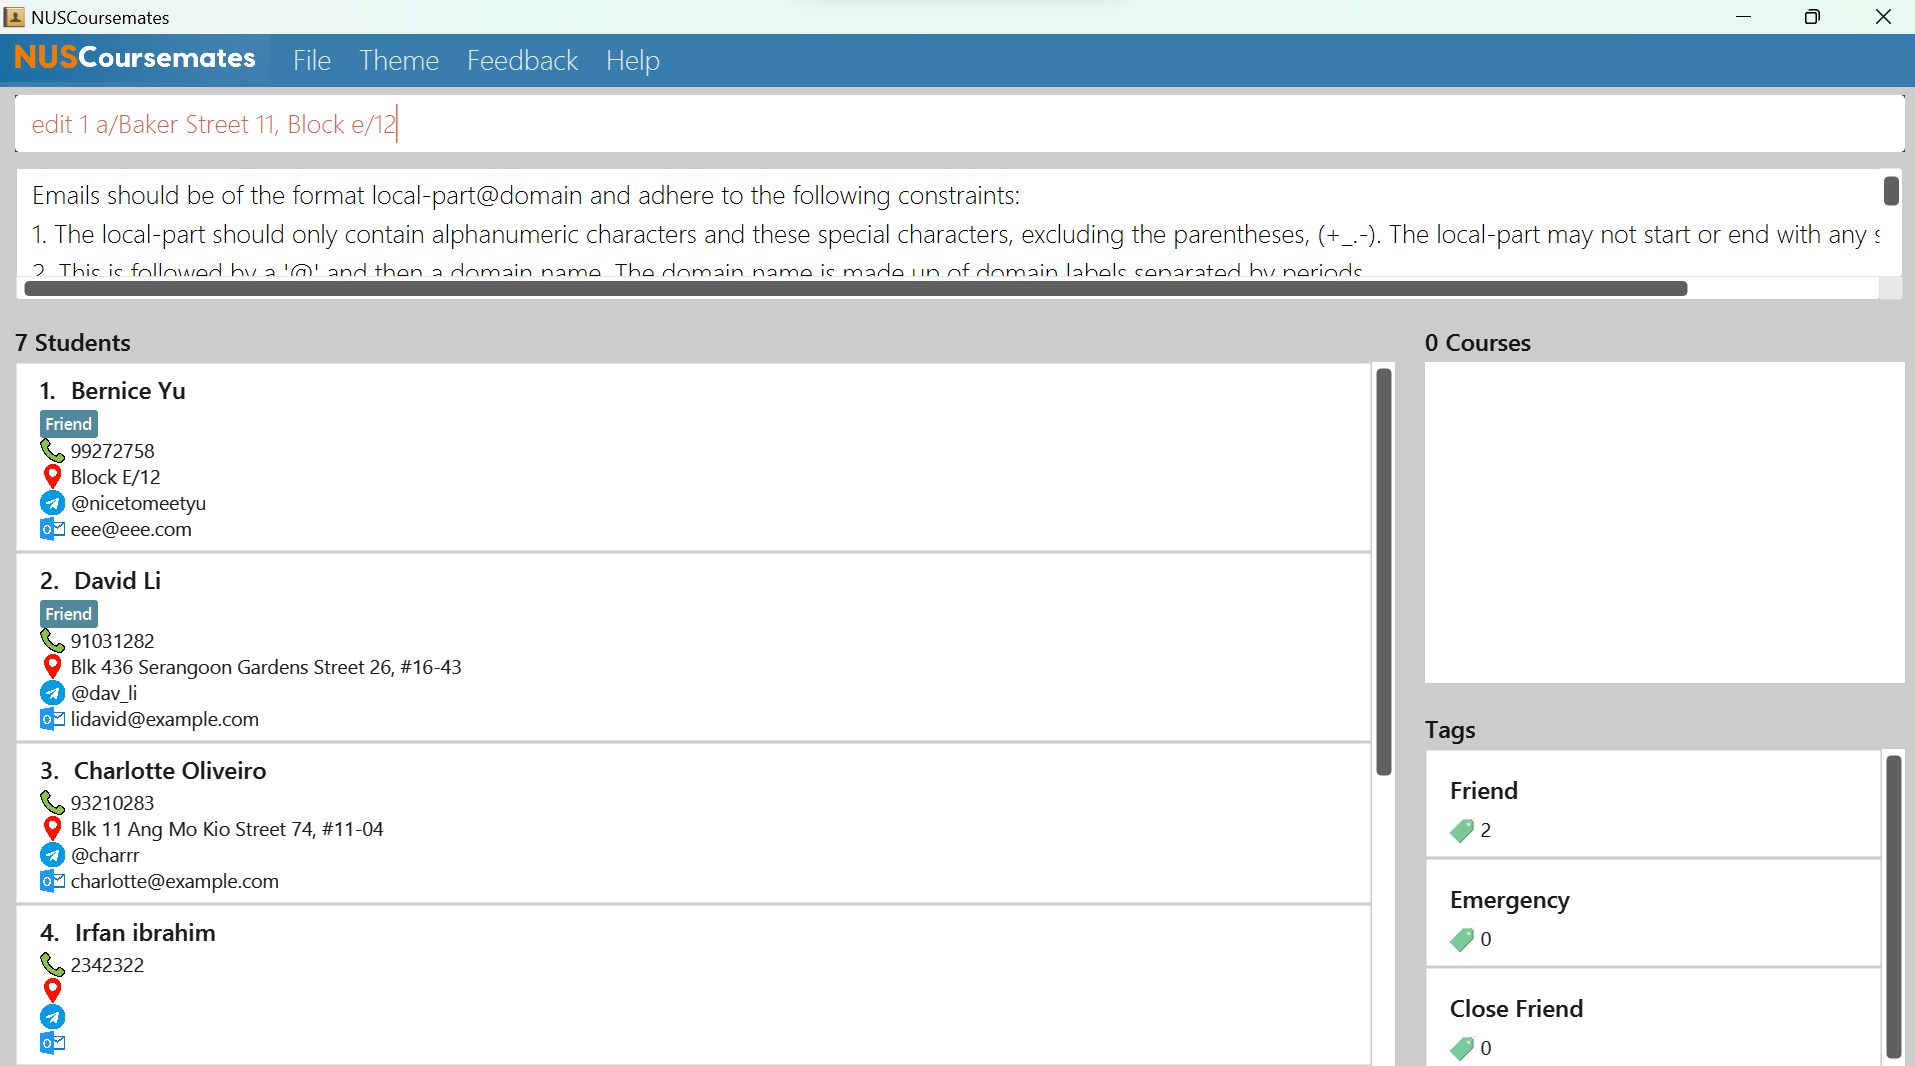 NUSCoursemates
NUSCoursemates File Theme Feedback Help
edit 1 a/Baker Street 11, Block e/12
Emails should be of the format local-part@domain and adhere to the following constraints:
1. The local-part should only contain alphanumeric characters and these special characters, excluding the parentheses, (+_.-). The local-part may not start or end with any s
2. This is followed by a '@' and then a domain name. The domain name is made up of domain labels separated by periods.
7 Students
1. Bernice Yu
Friend
99272758
Block E/12
@nicetomeetyu
eee@eee.com
2. David Li
Friend
91031282
Blk 436 Serangoon Gardens Street 26, #16-43
@dav_li
lidavid@example.com
3. Charlotte Oliveiro
93210283
Blk 11 Ang Mo Kio Street 74, #11-04
@charrr
charlotte@example.com
4. Irfan ibrahim
2342322
0 Courses
Tags
Friend
2
Emergency
0
Close Friend
0